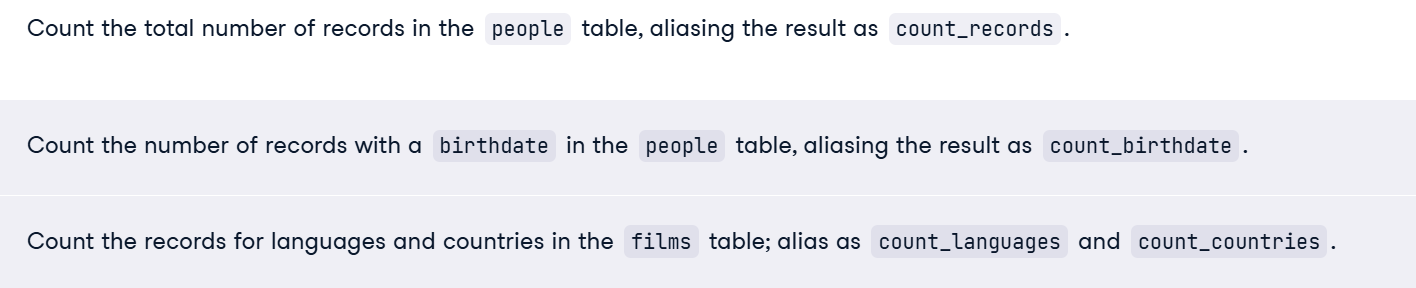 Count the total number of records in the people table, aliasing the result as count_records.
Count the number of records with a birthdate in the people table, aliasing the result as count_birthdate.
Count the records for languages and countries in the films table; alias as count_languages and count_countries.